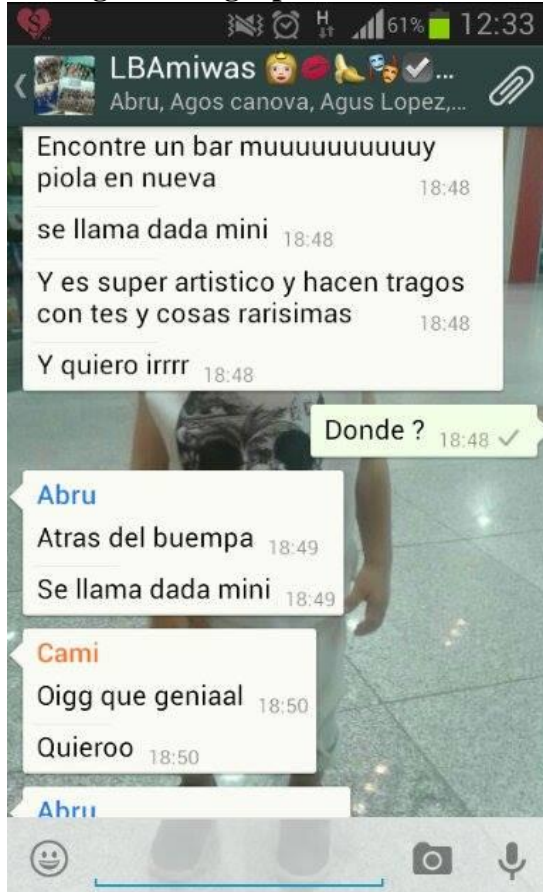 61% 12:33
LBAmiwas 👸💋🍌🎭✔...
Abru, Agos canova, Agus Lopez,...
Encontre un bar muuuuuuuuuuy
piola en nueva 18:48
se llama dada mini 18:48
Y es super artistico y hacen tragos
con tes y cosas rarisimas 18:48
Y quiero irrrr 18:48
Donde ? 18:48
Abru
Atras del buempa 18:49
Se llama dada mini 18:49
Cami
Oigg que geniaal 18:50
Quieroo 18:50
Abru